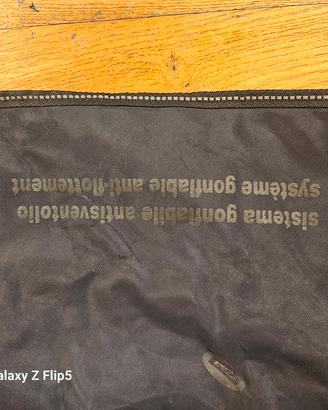 sistema gonfiabile antisventolio
système gonflable anti-flottement
alaxy Z Flip5